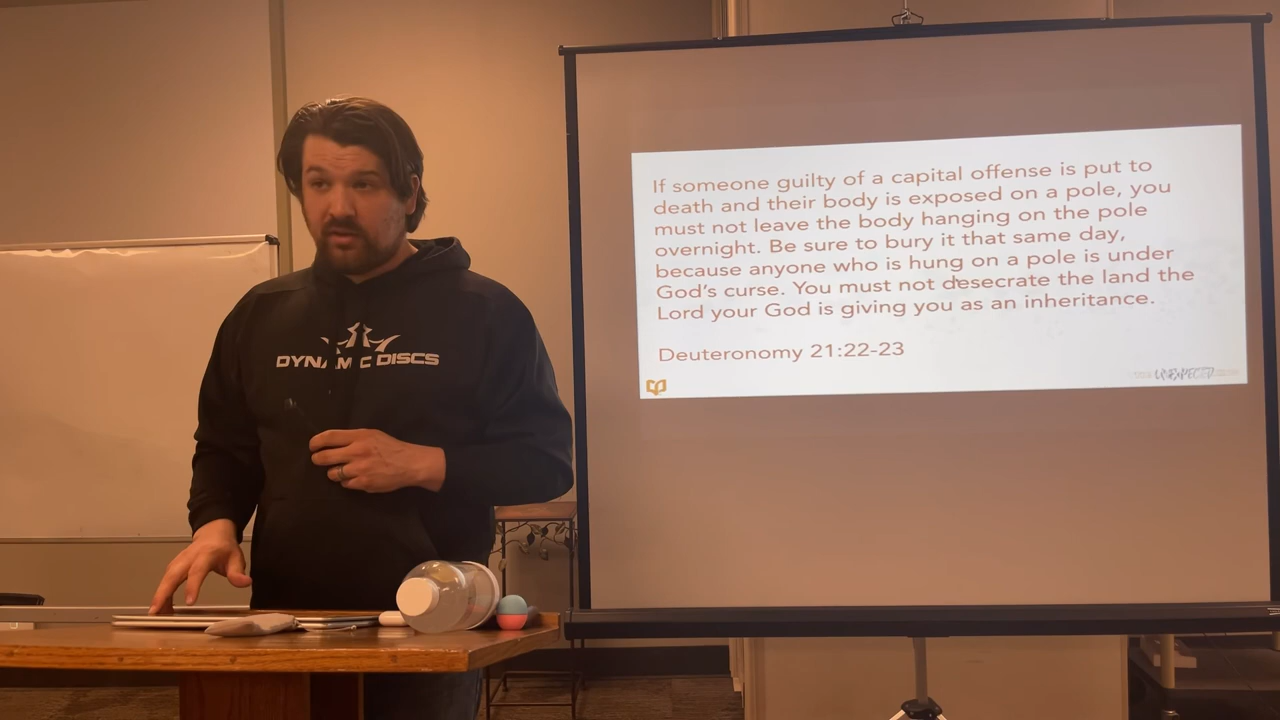 DYNAMIC DISCS
If someone guilty of a capital offense is put to
death and their body is exposed on a pole, you
must not leave the body hanging on the pole
overnight. Be sure to bury it that same day,
because anyone who is hung on a pole is under
God's curse. You must not desecrate the land the
Lord your God is giving you as an inheritance.
Deuteronomy 21:22-23
UNEXPECTED